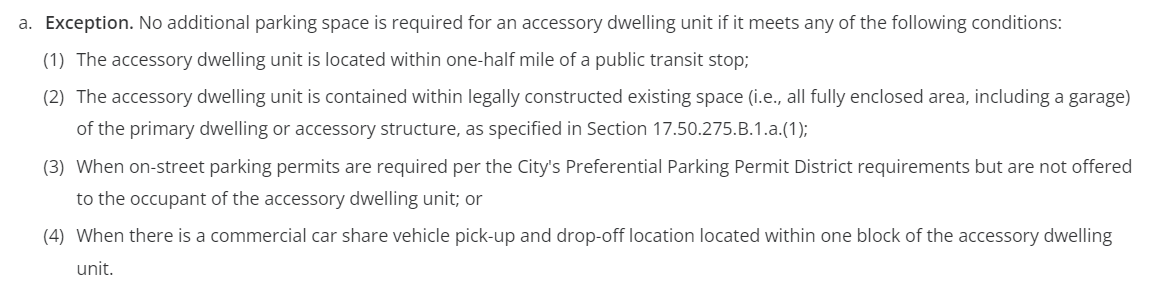 a. Exception. No additional parking space is required for an accessory dwelling unit if it meets any of the following conditions:
(1) The accessory dwelling unit is located within one-half mile of a public transit stop;
(2) The accessory dwelling unit is contained within legally constructed existing space (i.e., all fully enclosed area, including a garage)
of the primary dwelling or accessory structure, as specified in Section 17.50.275.B.1.a.(1);
(3) When on-street parking permits are required per the City's Preferential Parking Permit District requirements but are not offered
to the occupant of the accessory dwelling unit; or
(4) When there is a commercial car share vehicle pick-up and drop-off location located within one block of the accessory dwelling
unit.